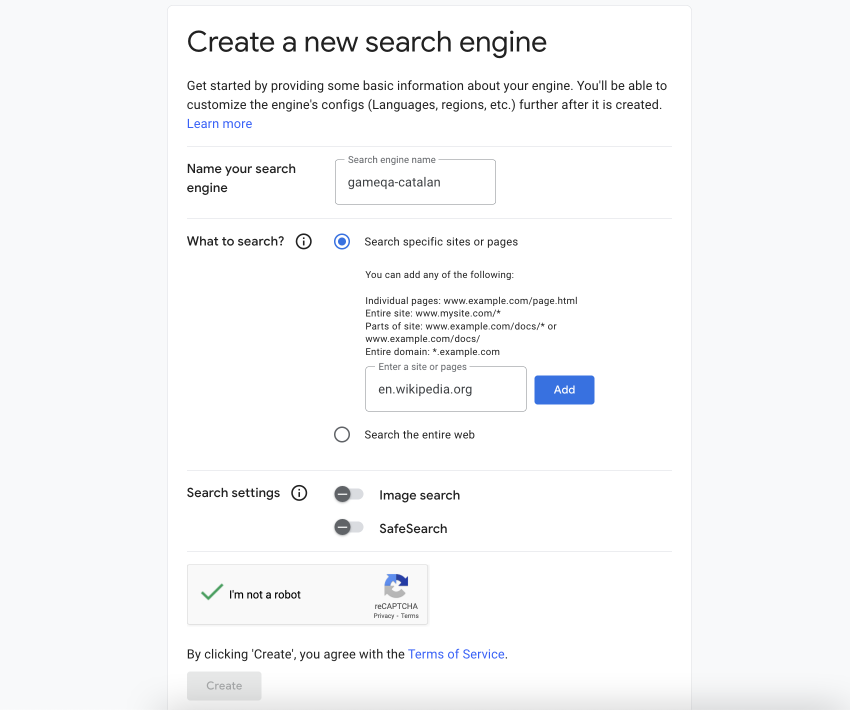 Create a new search engine
Get started by providing some basic information about your engine. You'll be able to
customize the engine's configs (Languages, regions, etc.) further after it is created.
Learn more
Name your search
engine
Search engine name
gameqa-catalan
What to search?
Search specific sites or pages
You can add any of the following:
Individual pages: www.example.com/page.html
Entire site: www.mysite.com/*
Parts of site: www.example.com/docs/* or
www.example.com/docs/
Entire domain: *.example.com
Enter a site or pages
en.wikipedia.org
Add
Search the entire web
Search settings
Image search
SafeSearch
I'm not a robot
reCAPTCHA
Privacy - Terms
By clicking 'Create', you agree with the Terms of Service.
Create